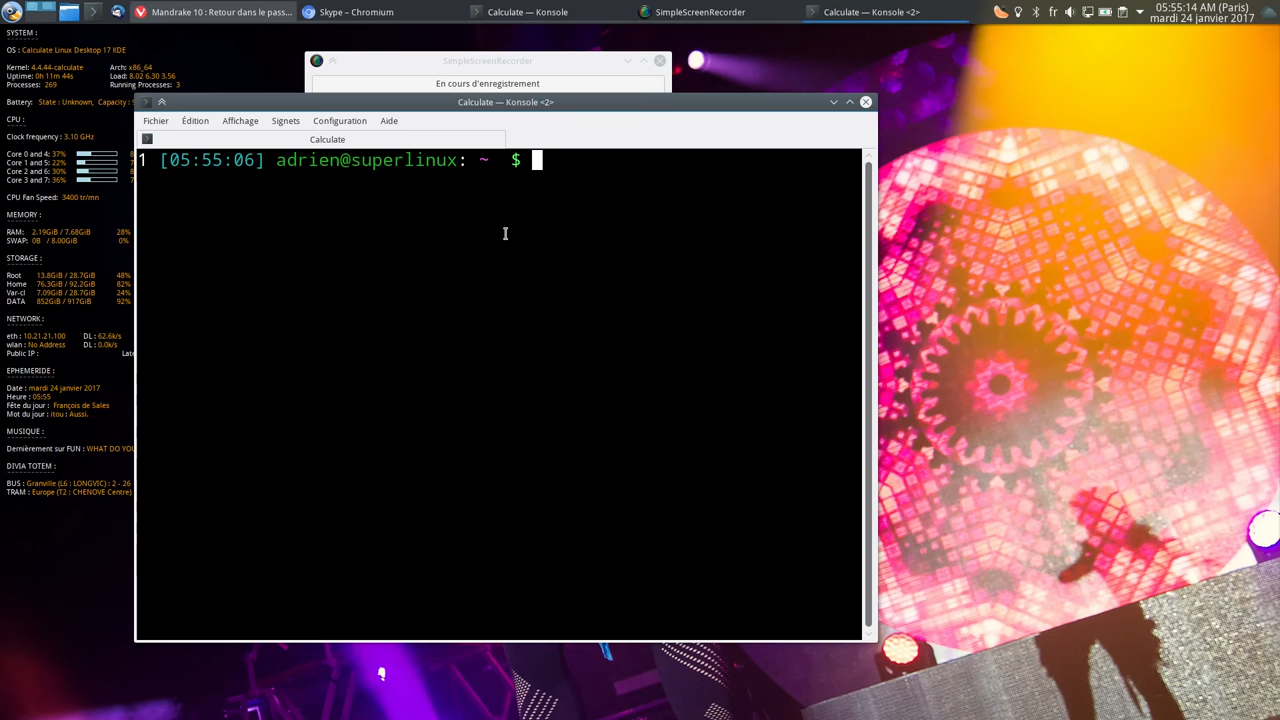 Mandrake 10 : Retour dans le pass...
Skype – Chromium
Calculate — Konsole
SimpleScreenRecorder
Calculate — Konsole <2>
fr
05:55:14 AM (Paris)
mardi 24 janvier 2017
SYSTEM :
OS : Calculate Linux Desktop 17 KDE
Kernel: 4.4.44-calculate Arch: x86_64
Uptime: 0h 11m 44s Load: 8.02 6.30 3.56
Processes: 269 Running Processes: 3
Battery: State : Unknown, Capacity :
CPU :
Clock frequency : 3.10 GHz
Core 0 and 4: 37%
Core 1 and 5: 22%
Core 2 and 6: 30%
Core 3 and 7: 36%
CPU Fan Speed: 3400 tr/mn
MEMORY :
RAM: 2.19GiB / 7.68GiB 28%
SWAP: 0B / 8.00GiB 0%
STORAGE :
Root 13.8GiB / 28.7GiB 48%
Home 76.3GiB / 92.2GiB 82%
Var-cl 7.09GiB / 28.7GiB 24%
DATA 852GiB / 917GiB 92%
NETWORK :
eth : 10.21.21.100 DL : 62.6k/s
wlan : No Address DL : 0.0k/s
Public IP : Late
EPHEMERIDE :
Date : mardi 24 janvier 2017
Heure : 05:55
Fête du jour : François de Sales
Mot du jour : itou : Aussi.
MUSIQUE :
Dernièrement sur FUN : WHAT DO YOU
DIVIA TOTEM :
BUS : Granville (L6 : LONGVIC) : 2 - 26
TRAM : Europe (T2 : CHENOVE Centre)
SimpleScreenRecorder
En cours d'enregistrement
Calculate — Konsole <2>
Fichier Édition Affichage Signets Configuration Aide
Calculate
1 [05:55:06] adrien@superlinux: ~ $